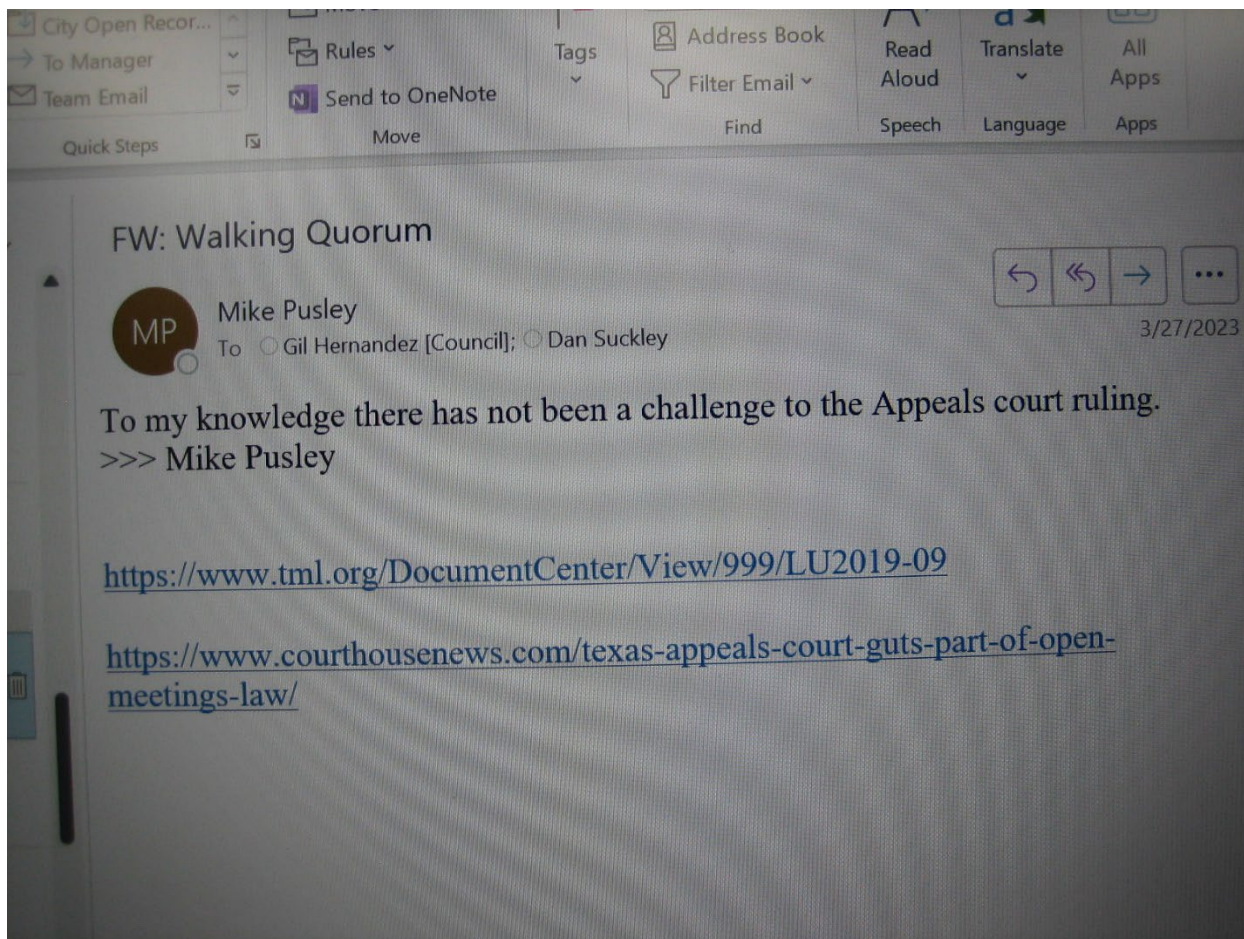 City Open Recor...
To Manager
Team Email
Quick Steps
Rules
Send to OneNote
Move
Tags
Address Book
Filter Email
Find
Read
Aloud
Speech
Translate
Language
All
Apps
Apps
FW: Walking Quorum
MP
Mike Pusley
To Gil Hernandez [Council]; Dan Suckley
3/27/2023
To my knowledge there has not been a challenge to the Appeals court ruling.
>>> Mike Pusley
https://www.tml.org/DocumentCenter/View/999/LU2019-09
https://www.courthousenews.com/texas-appeals-court-guts-part-of-open-
meetings-law/